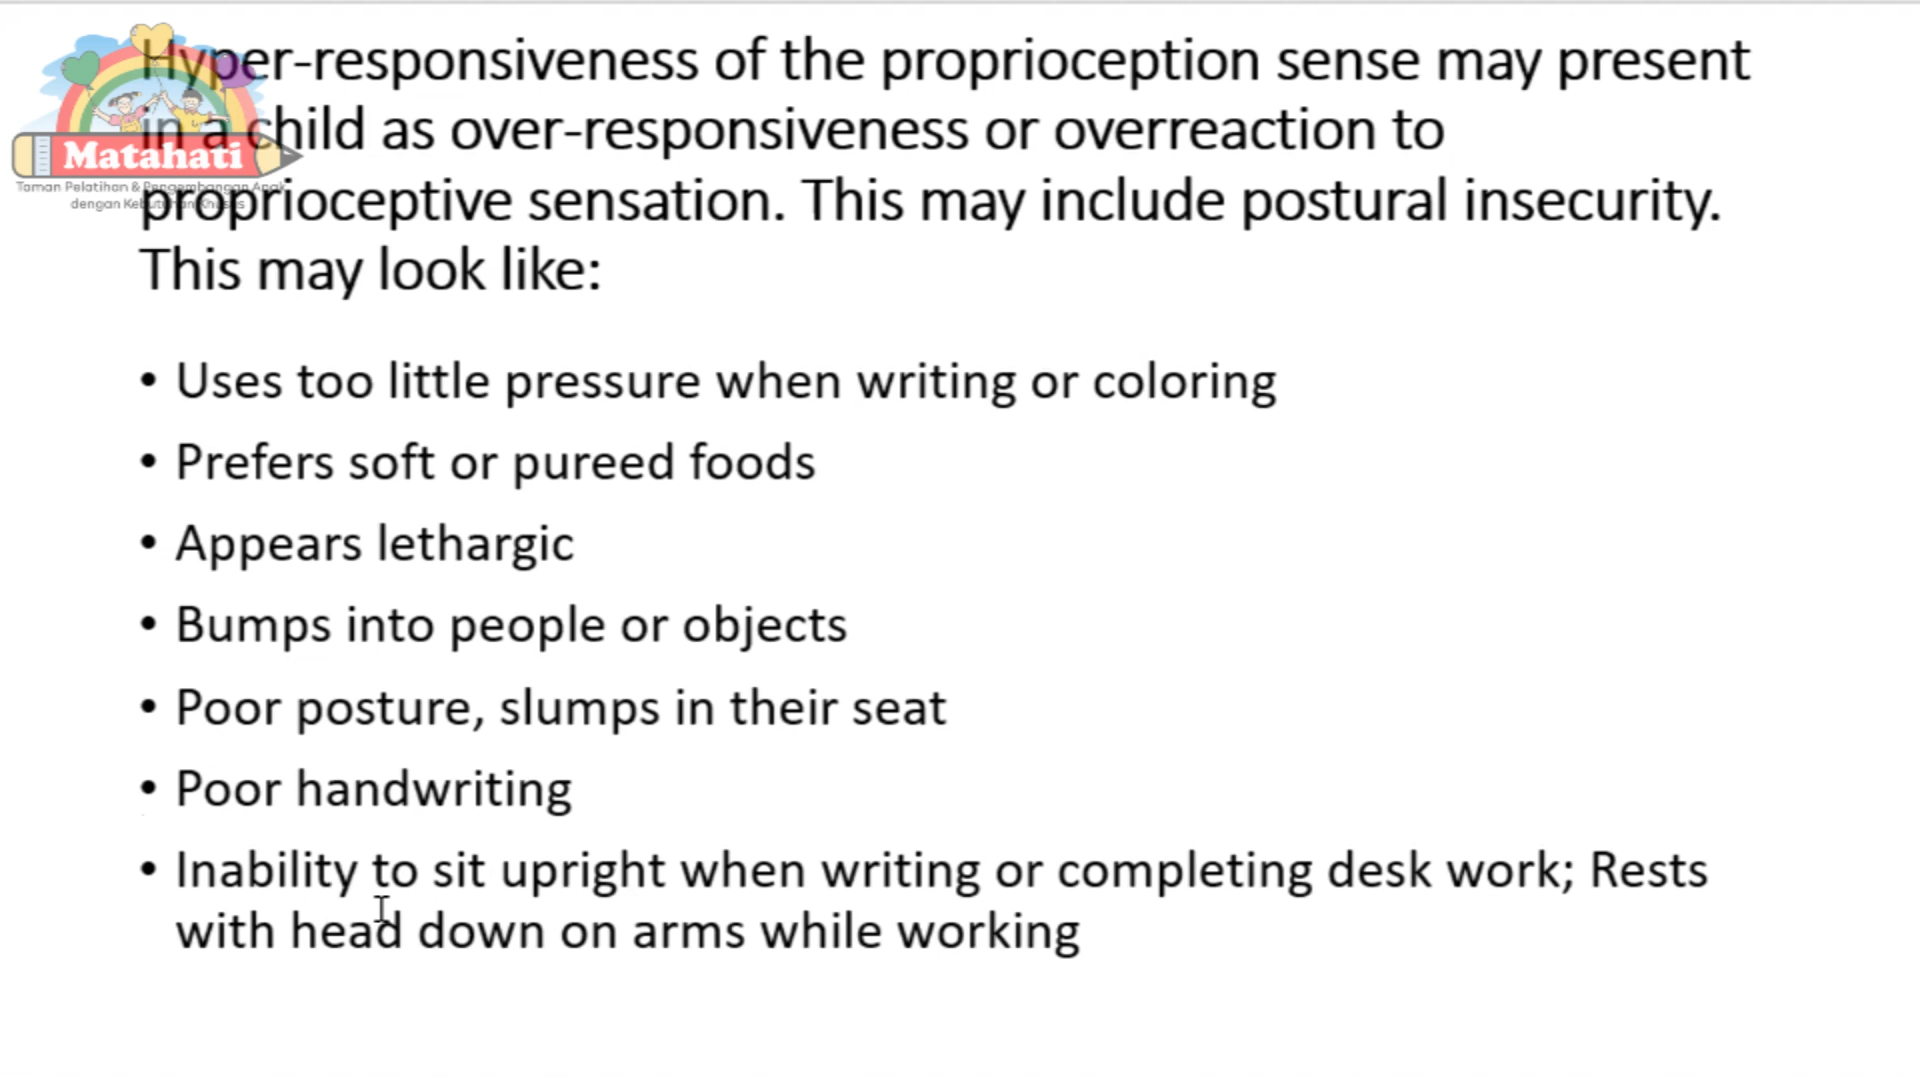 Hyper-responsiveness of the proprioception sense may present
in a child as over-responsiveness or overreaction to
proprioceptive sensation. This may include postural insecurity.
This may look like:
Matahati
Taman Pelatihan & Pengembangan Anak
dengan Kebutuhan Khusus
• Uses too little pressure when writing or coloring
• Prefers soft or pureed foods
• Appears lethargic
• Bumps into people or objects
• Poor posture, slumps in their seat
• Poor handwriting
• Inability to sit upright when writing or completing desk work; Rests
with head down on arms while working